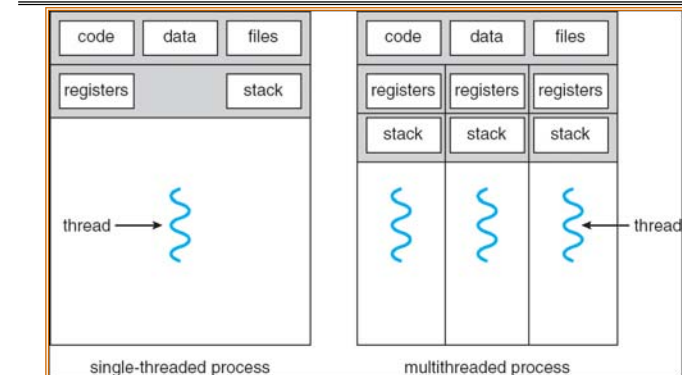 code data files
registers stack
thread
single-threaded process
code data files
registers registers registers
stack stack stack
thread
multithreaded process